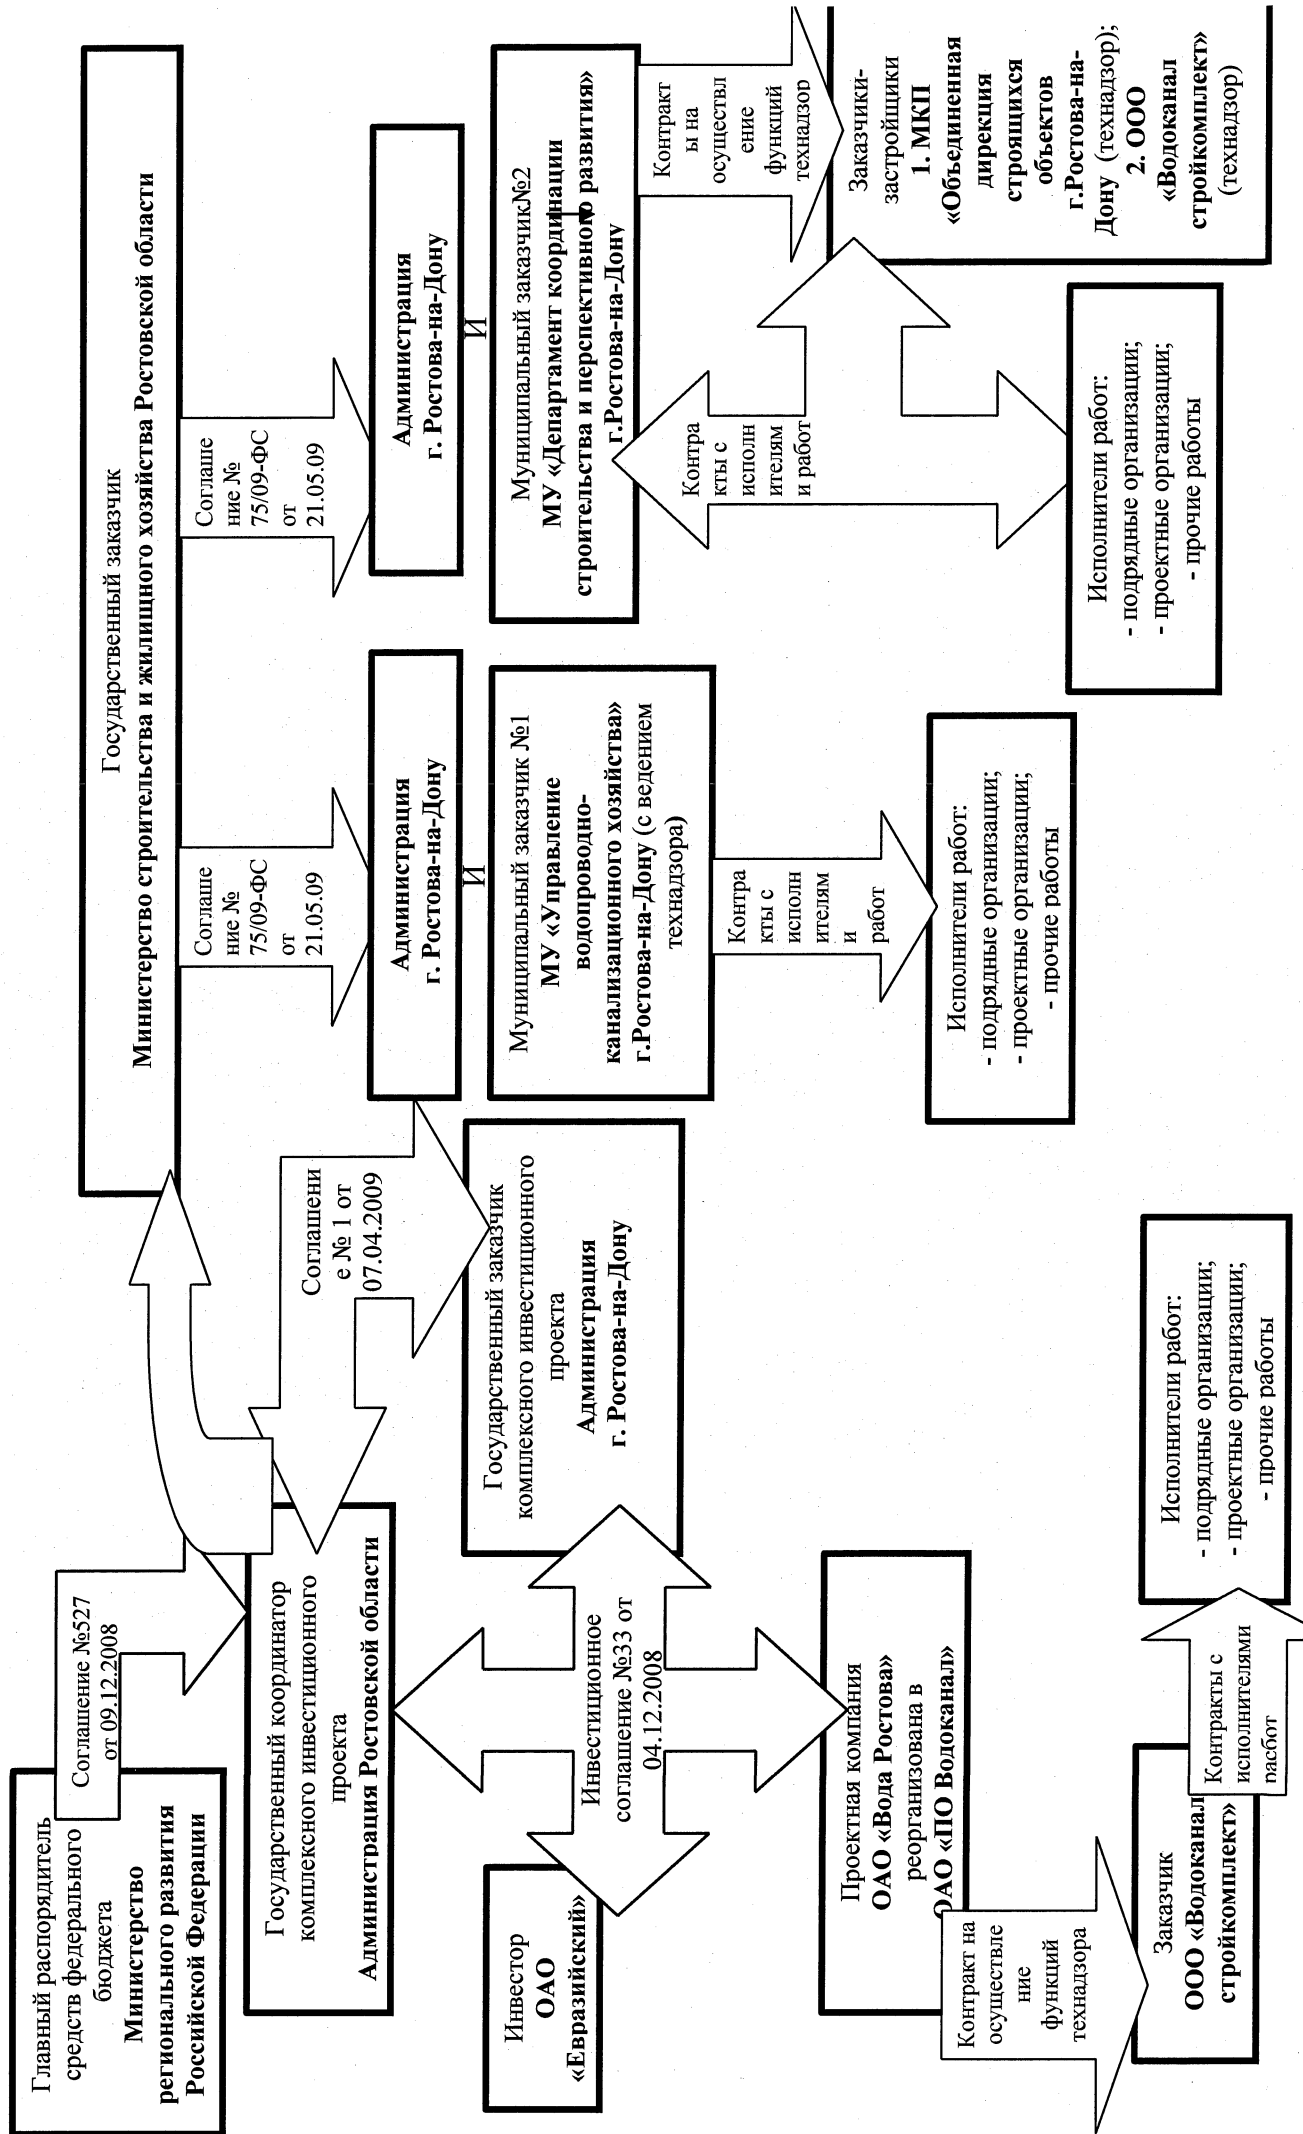 Главный распорядитель
средств федерального
бюджета
Министерство
регионального развития
Российской Федерации
Соглашение №527
от 09.12.2008
Государственный координатор
комплексного инвестиционного
проекта
Администрация Ростовской области
Государственный заказчик
Министерство строительства и жилищного хозяйства Ростовской области
Соглашени
е № 1 от
07.04.2009
Соглаше
ние №
75/09-ФС
от
21.05.09
Соглаше
ние №
75/09-ФС
от
21.05.09
Администрация
г. Ростова-на-Дону
Администрация
г. Ростова-на-Дону
И
И
Инвестор
ОАО
«Евразийский»
Инвестиционное
соглашение №33 от
04.12.2008
Государственный заказчик
комплексного инвестиционного
проекта
Администрация
г. Ростова-на-Дону
Муниципальный заказчик №1
МУ «Управление
водопроводно-
канализационного хозяйства»
г.Ростова-на-Дону (с ведением
технадзора)
Муниципальный заказчик№2
МУ «Департамент координации
строительства и перспективного развития»
г.Ростова-на-Дону
Контра
кты с
исполн
ителям
и
работ
Контра
кты с
исполн
ителям
и работ
Контракт
ы на
осуществл
ение
функций
технадзор
Проектная компания
ОАО «Вода Ростова»
реорганизована в
ОАО «ПО Водоканал»
Контракт на
осуществле
ние
функций
технадзора
Заказчик
ООО «Водоканал
стройкомплект»
Контракты с
исполнителями
Исполнители работ:
- подрядные организации;
- проектные организации;
- прочие работы
Исполнители работ:
- подрядные организации;
- проектные организации;
- прочие работы
Исполнители работ:
- подрядные организации;
- проектные организации;
- прочие работы
Заказчики-
застройщики
1. МКП
«Объединенная
дирекция
строящихся
объектов
г.Ростова-на-
Дону (технадзор);
2. ООО
«Водоканал
стройкомплект»
(технадзор)